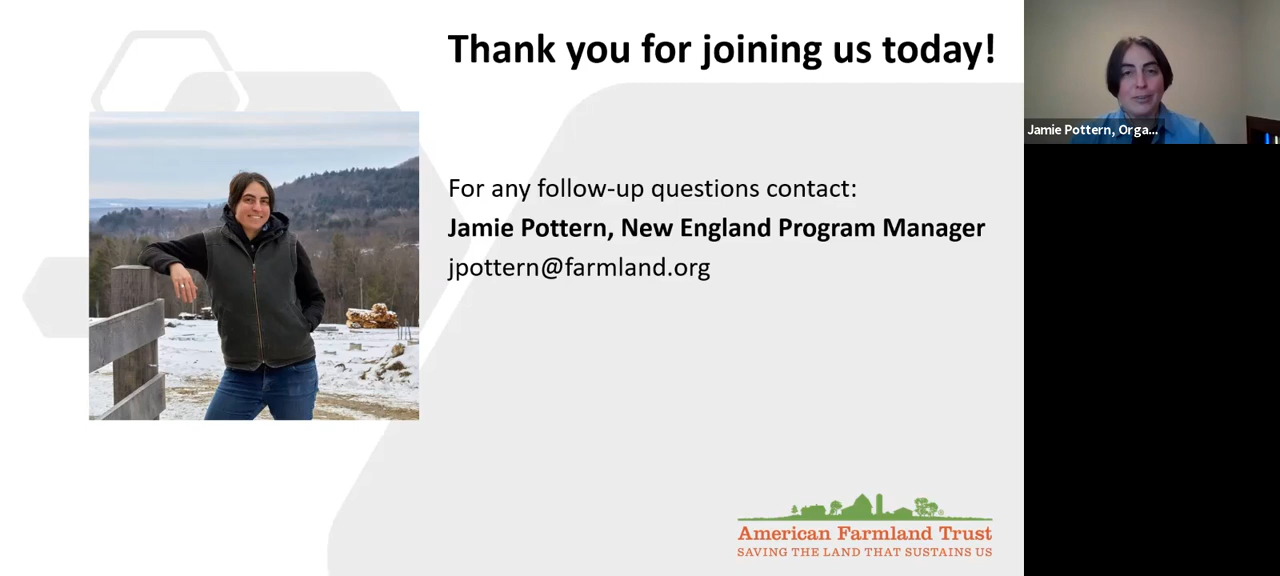 Thank you for joining us today!
Jamie Pottern, Orga...
For any follow-up questions contact:
Jamie Pottern, New England Program Manager
jpottern@farmland.org
American Farmland Trust
SAVING THE LAND THAT SUSTAINS US